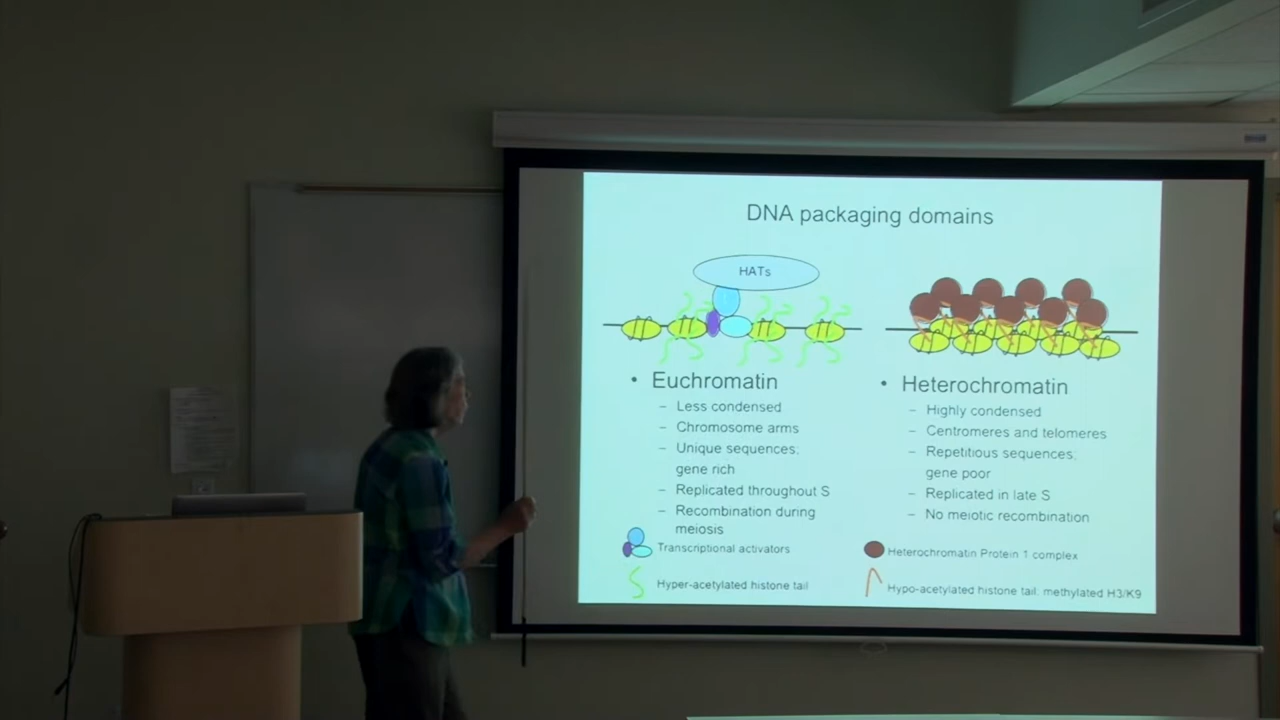 DNA packaging domains
HATs
• Euchromatin
– Less condensed
– Chromosome arms
– Unique sequences;
gene rich
– Replicated throughout S
– Recombination during
meiosis
Transcriptional activators
Hyper-acetylated histone tail
• Heterochromatin
– Highly condensed
– Centromeres and telomeres
– Repetitious sequences;
gene poor
– Replicated in late S
– No meiotic recombination
Heterochromatin Protein 1 complex
Hypo-acetylated histone tail; methylated H3/K9